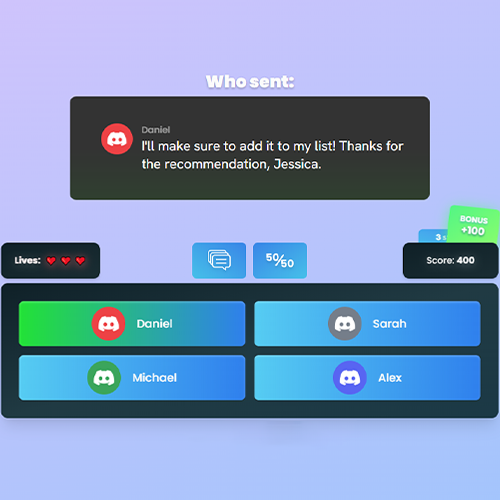 Who sent:
Daniel
I'll make sure to add it to my list! Thanks for
the recommendation, Jessica.
BONUS
+100
3 s
Lives:
50/50
Score: 400
Daniel
Sarah
Michael
Alex